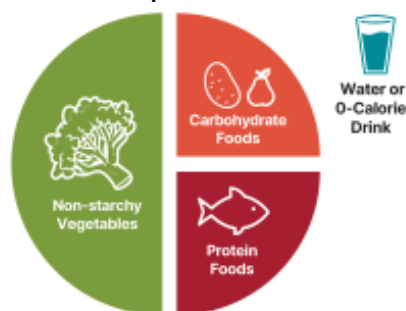 Carbohydrate
Foods
Water or
0-Calorie
Drink
Non-starchy
Vegetables
Protein
Foods